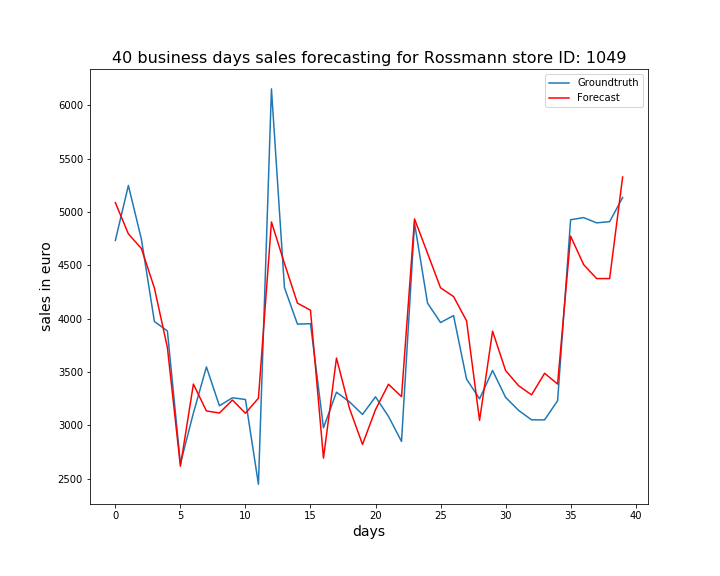 40 business days sales forecasting for Rossmann store ID: 1049
Groundtruth
Forecast
6000
5500
5000
4500
4000
3500
3000
2500
sales in euro
0 5 10 15 20 25 30 35 40
days